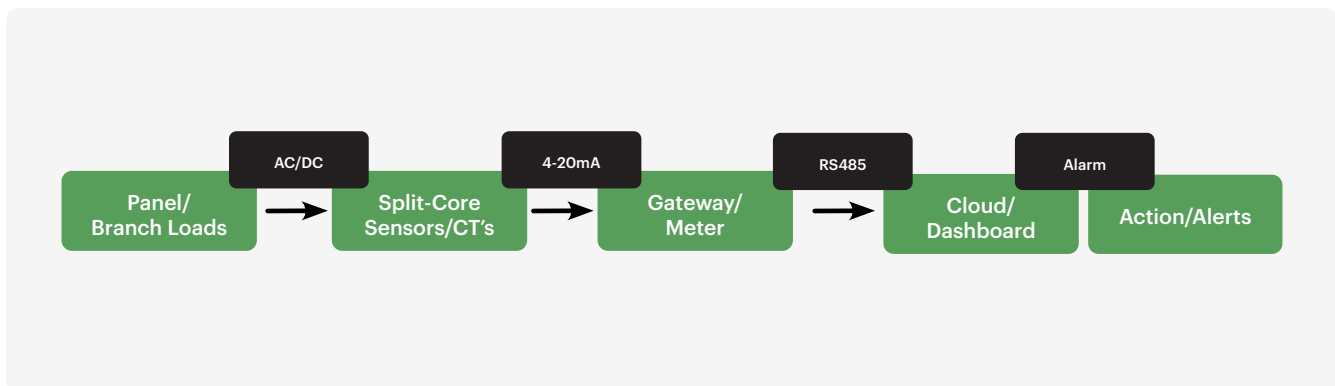 Panel/
Branch Loads
AC/DC
Split-Core
Sensors/CT's
4-20mA
Gateway/
Meter
RS485
Cloud/
Dashboard
Alarm
Action/Alerts